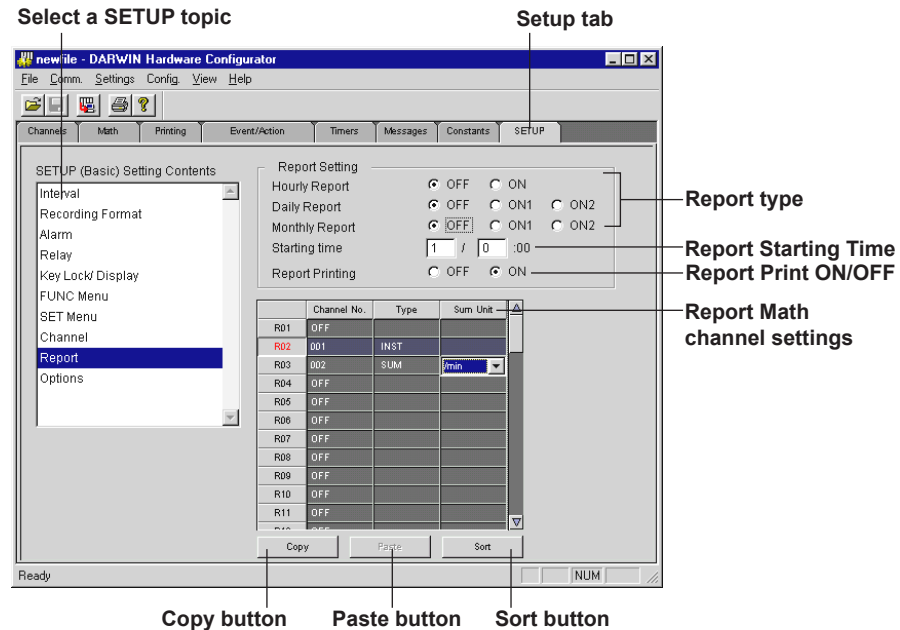 Select a SETUP topic
Setup tab
newfile - DARWIN Hardware Configurator
File Comm. Settings Config. View Help
Channels Math Printing Event/Action Timers Messages Constants SETUP
SETUP (Basic) Setting Contents
Interval
Recording Format
Alarm
Relay
Key Lock/ Display
FUNC Menu
SET Menu
Channel
Report
Options
Report Setting
Hourly Report OFF ON
Daily Report OFF ON1 ON2
Monthly Report OFF ON1 ON2
Starting time 1 / 0 :00
Report Printing OFF ON
Report type
Report Starting Time
Report Print ON/OFF
Report Math
channel settings
Channel No. Type Sum Unit
R01 OFF
R02 001 INST
R03 002 SUM /min
R04 OFF
R05 OFF
R06 OFF
R07 OFF
R08 OFF
R09 OFF
R10 OFF
R11 OFF
Copy Paste Sort
Ready NUM
Copy button Paste button Sort button